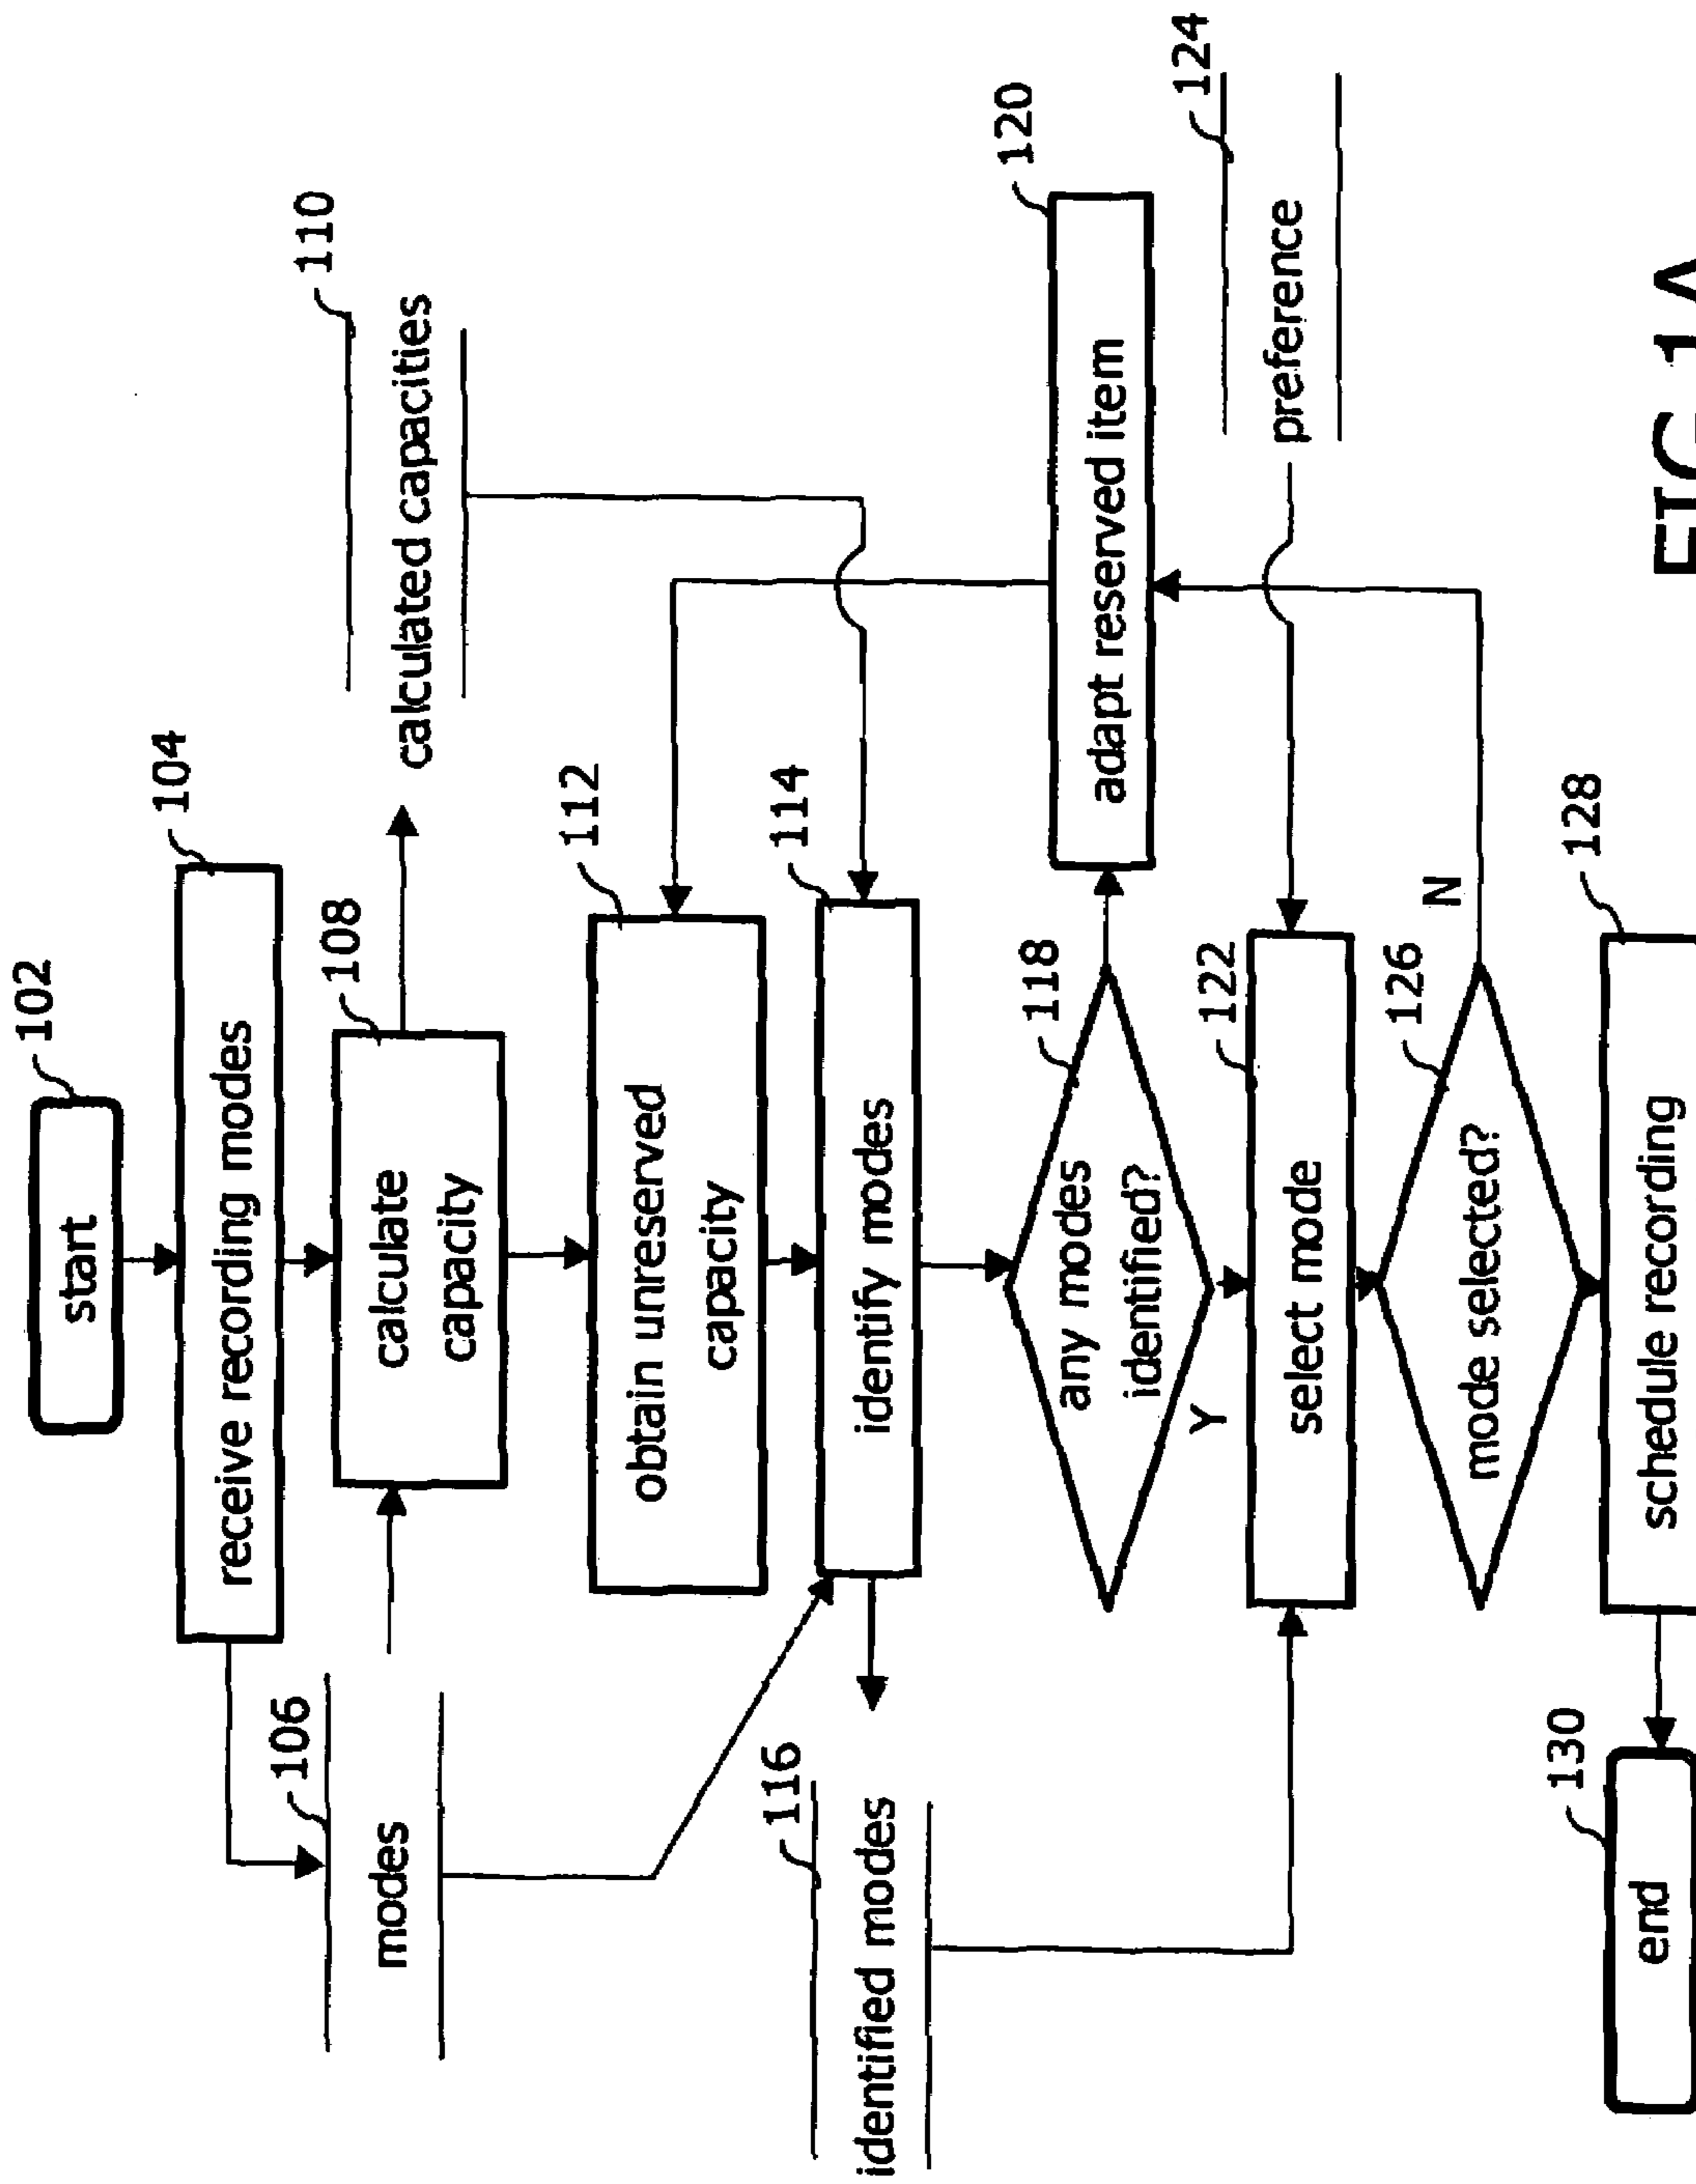 102
start
104
receive recording modes
106
modes
108
calculate
capacity
110
calculated capacities
112
obtain unreserved
capacity
114
identify modes
116
identified modes
118
any modes
identified?
Y
120
adapt reserved item
122
select mode
124
preference
126
mode selected?
N
128
schedule recording
130
end
FIG 1A